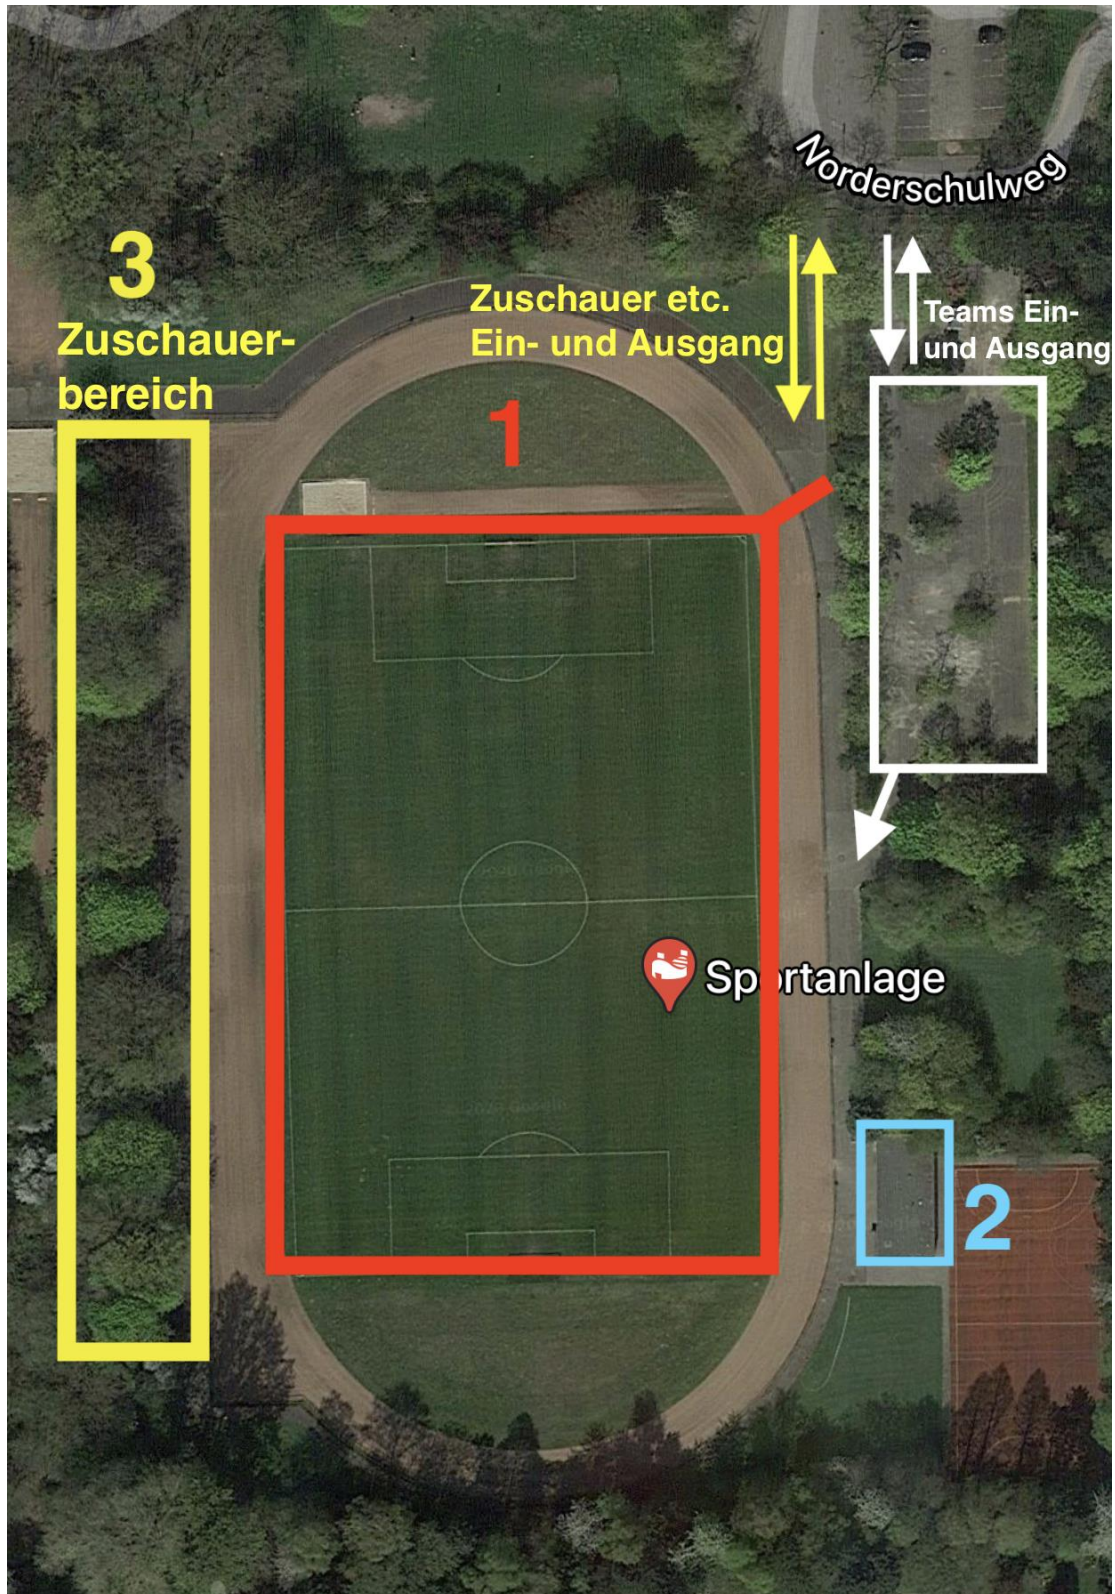 Norderschulweg
3
Zuschauer-
bereich
Zuschauer etc.
Ein- und Ausgang
Teams Ein-
und Ausgang
1
Sportanlage
2